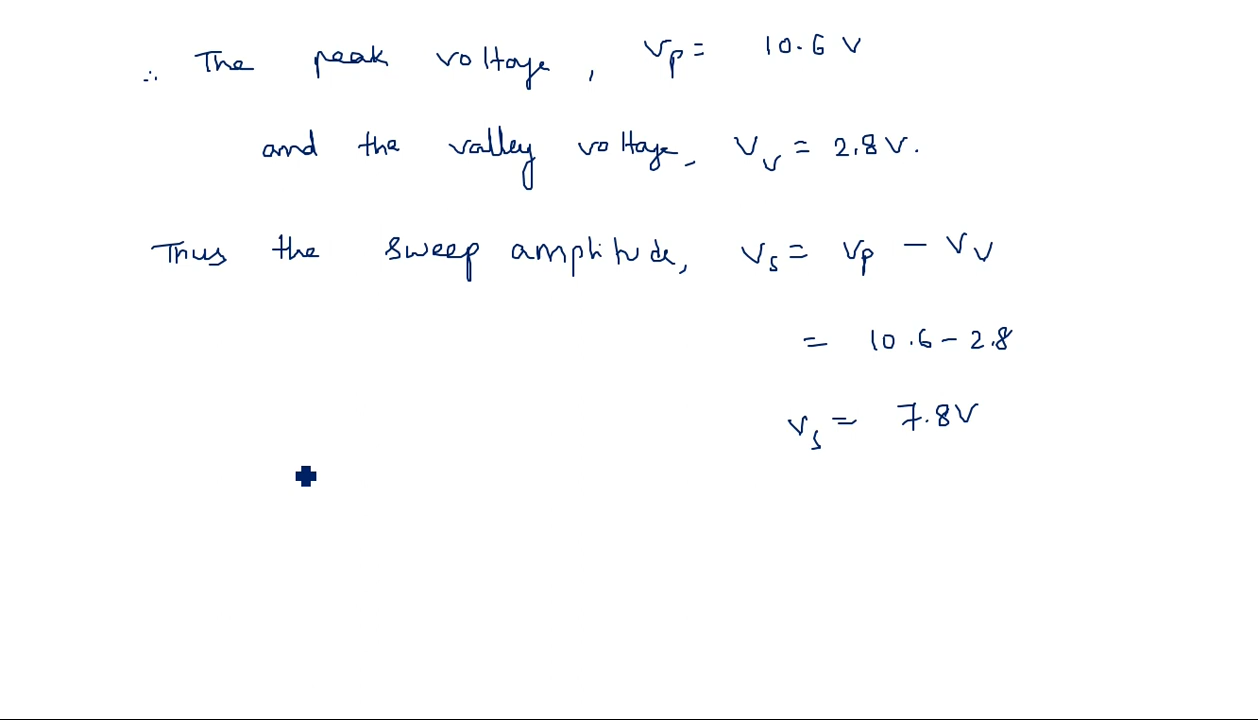 ∴ The peak voltage, Vp = 10.6 V
and the valley voltage, Vv = 2.8 V.
Thus the sweep amplitude, Vs = Vp - Vv
= 10.6 - 2.8
Vs = 7.8V